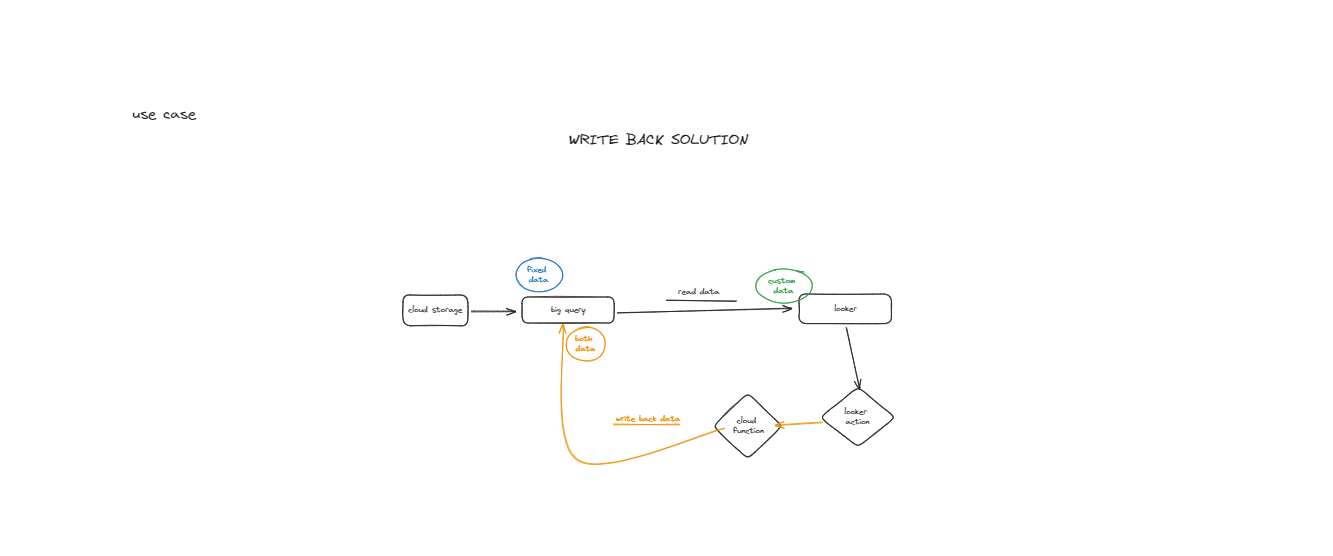 use case
WRITE BACK SOLUTION
fixed
data
custom
data
read data
cloud storage
big query
looker
both
data
write back data
cloud
function
looker
action